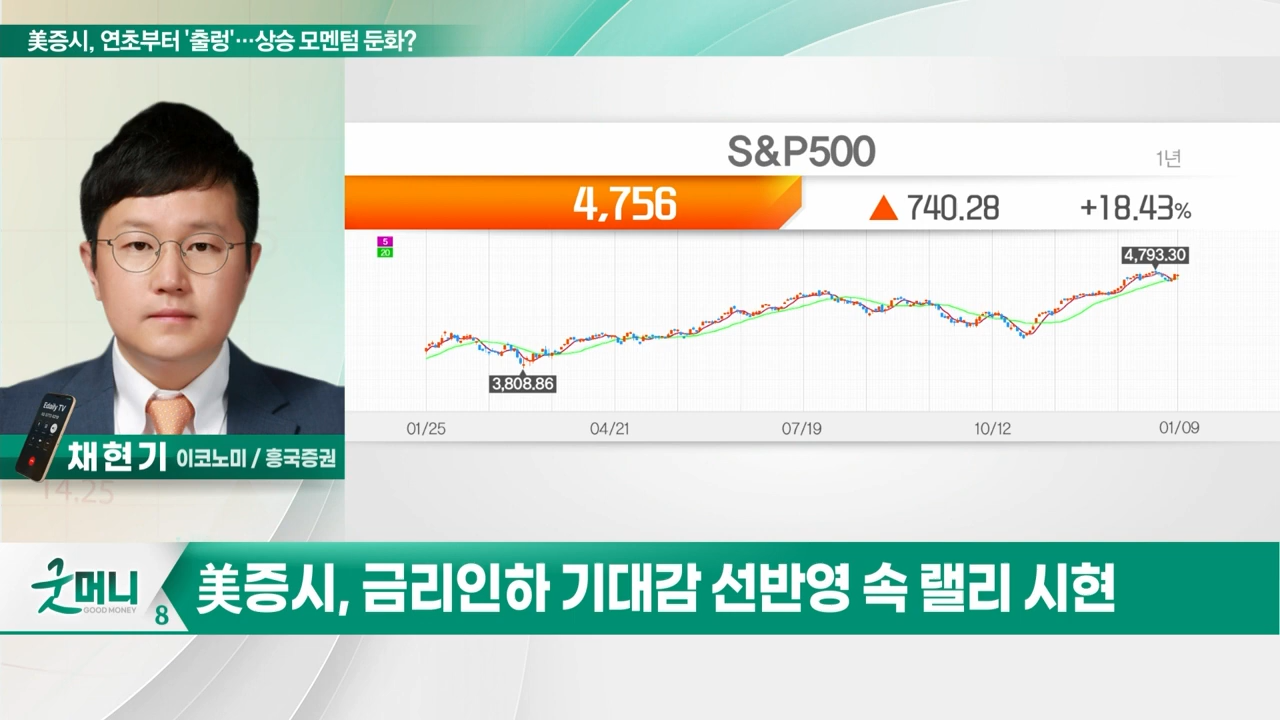 美증시, 연초부터 '출렁'…상승 모멘텀 둔화?
S&P500
1년
4,756
▲ 740.28
+18.43%
5
20
4,793.30
3,808.86
01/25
04/21
07/19
10/12
01/09
Edaily TV
채현기 이코노미 / 흥국증권
14.25
굿머니
GOOD MONEY
8
美증시, 금리인하 기대감 선반영 속 랠리 시현